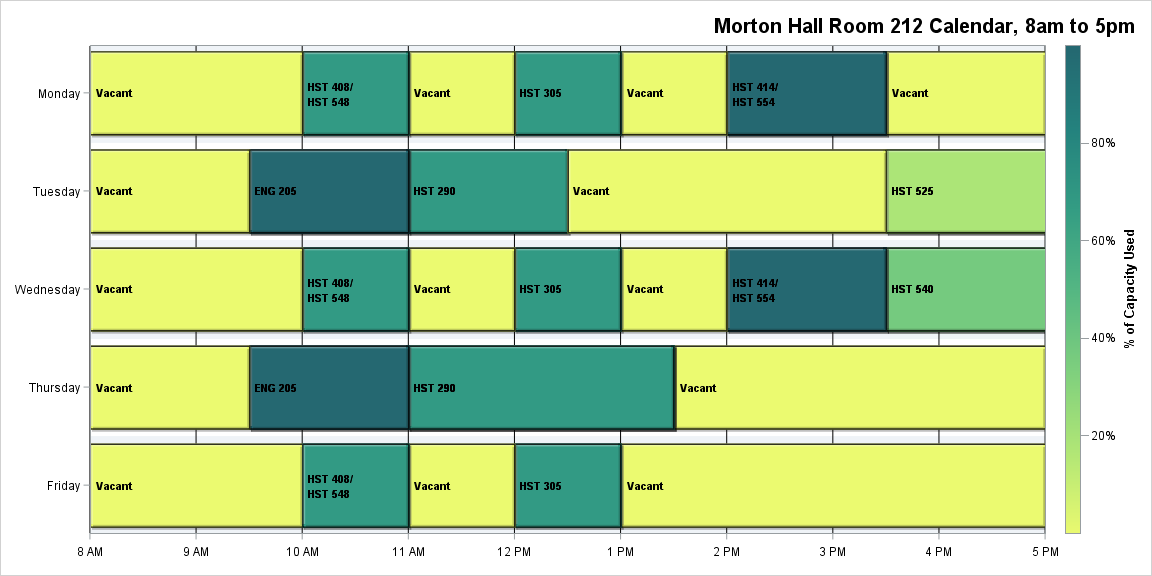 Morton Hall Room 212 Calendar, 8am to 5pm
Monday
Vacant
HST 408/
HST 548
Vacant
HST 305
Vacant
HST 414/
HST 554
Vacant
Tuesday
Vacant
ENG 205
HST 290
Vacant
HST 525
Wednesday
Vacant
HST 408/
HST 548
Vacant
HST 305
Vacant
HST 414/
HST 554
HST 540
Thursday
Vacant
ENG 205
HST 290
Vacant
Friday
Vacant
HST 408/
HST 548
Vacant
HST 305
Vacant
8 AM
9 AM
10 AM
11 AM
12 PM
1 PM
2 PM
3 PM
4 PM
5 PM
80%
60%
40%
20%
% of Capacity Used